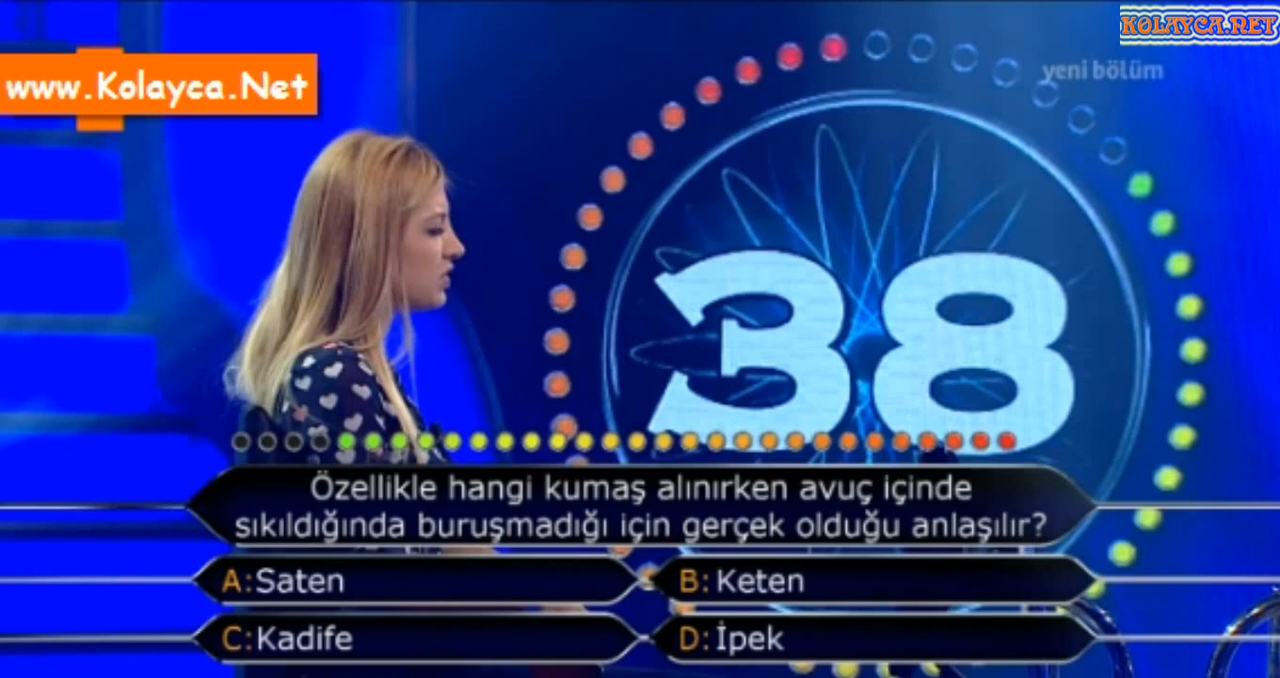 KOLAYCA.NET
www.Kolayca.Net
yeni bölüm
38
Özellikle hangi kumaş alınırken avuç içinde
sıkıldığında buruşmadığı için gerçek olduğu anlaşılır?
A:Saten
B:Keten
C:Kadife
D:İpek